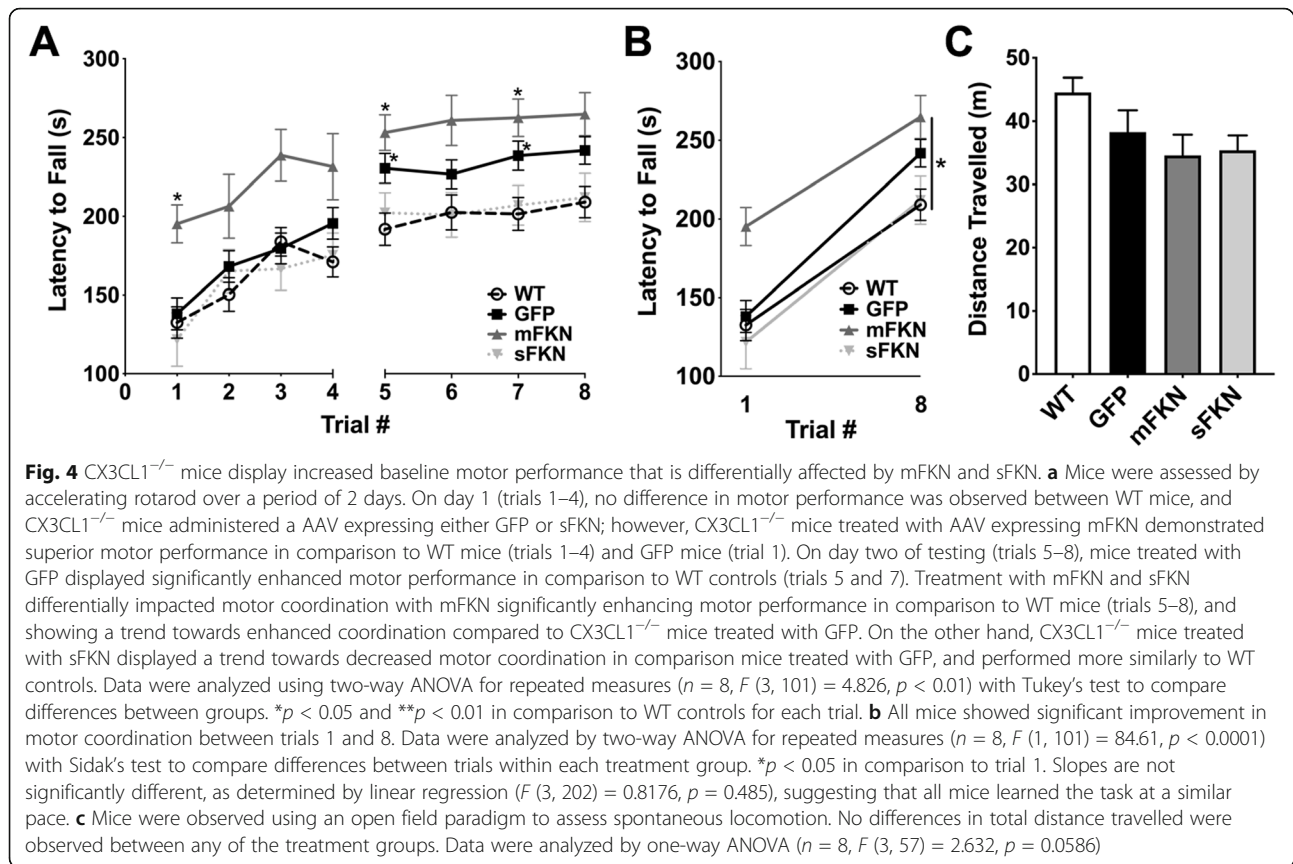 A
B
C
300
250
200
150
100
0
1
2
3
4
5
6
7
8
Latency to Fall (s)
Trial #
*
*
*
*
*
WT
GFP
mFKN
sFKN
300
250
200
150
100
1
8
Latency to Fall (s)
Trial #
*
WT
GFP
mFKN
sFKN
50
40
30
20
10
0
Distance Travelled (m)
WT
GFP
mFKN
sFKN
Fig. 4 CX3CL1−/− mice display increased baseline motor performance that is differentially affected by mFKN and sFKN. a Mice were assessed by
accelerating rotarod over a period of 2 days. On day 1 (trials 1–4), no difference in motor performance was observed between WT mice, and
CX3CL1−/− mice administered a AAV expressing either GFP or sFKN; however, CX3CL1−/− mice treated with AAV expressing mFKN demonstrated
superior motor performance in comparison to WT mice (trials 1–4) and GFP mice (trial 1). On day two of testing (trials 5–8), mice treated with
GFP displayed significantly enhanced motor performance in comparison to WT controls (trials 5 and 7). Treatment with mFKN and sFKN
differentially impacted motor coordination with mFKN significantly enhancing motor performance in comparison to WT mice (trials 5–8), and
showing a trend towards enhanced coordination compared to CX3CL1−/− mice treated with GFP. On the other hand, CX3CL1−/− mice treated
with sFKN displayed a trend towards decreased motor coordination in comparison mice treated with GFP, and performed more similarly to WT
controls. Data were analyzed using two-way ANOVA for repeated measures (n = 8, F (3, 101) = 4.826, p < 0.01) with Tukey's test to compare
differences between groups. *p < 0.05 and **p < 0.01 in comparison to WT controls for each trial. b All mice showed significant improvement in
motor coordination between trials 1 and 8. Data were analyzed by two-way ANOVA for repeated measures (n = 8, F (1, 101) = 84.61, p < 0.0001)
with Sidak's test to compare differences between trials within each treatment group. *p < 0.05 in comparison to trial 1. Slopes are not
significantly different, as determined by linear regression (F (3, 202) = 0.8176, p = 0.485), suggesting that all mice learned the task at a similar
pace. c Mice were observed using an open field paradigm to assess spontaneous locomotion. No differences in total distance travelled were
observed between any of the treatment groups. Data were analyzed by one-way ANOVA (n = 8, F (3, 57) = 2.632, p = 0.0586)